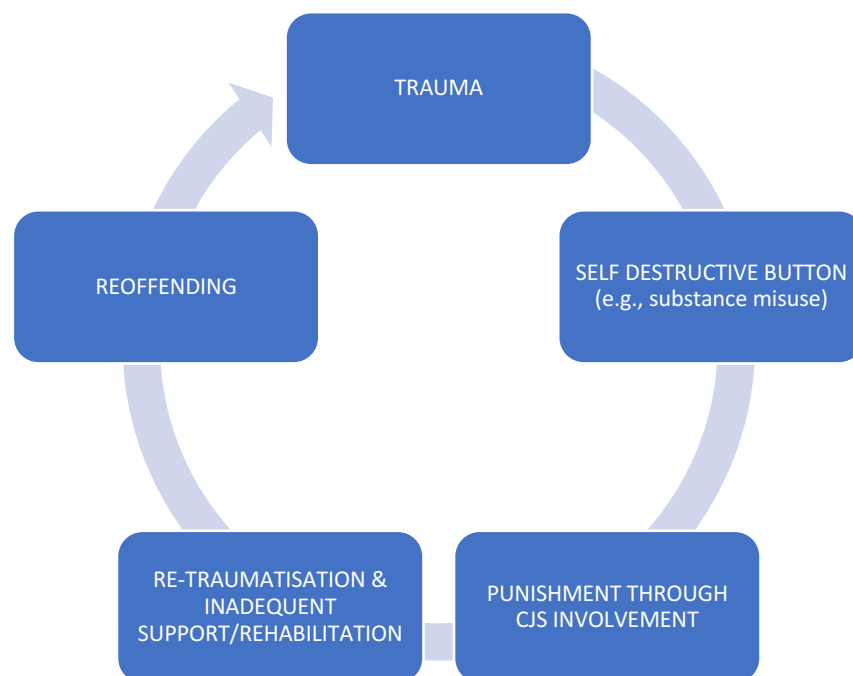 TRAUMA
SELF DESTRUCTIVE BUTTON
(e.g., substance misuse)
PUNISHMENT THROUGH
CJS INVOLVEMENT
RE-TRAUMATISATION &
INADEQUENT
SUPPORT/REHABILITATION
REOFFENDING